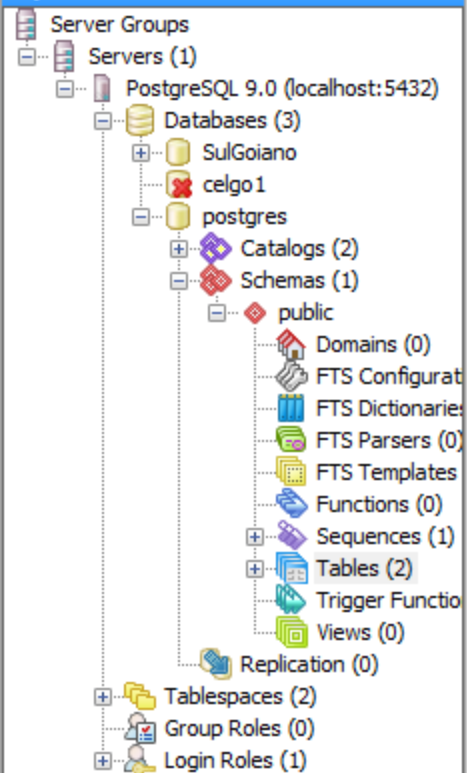 Server Groups
Servers (1)
PostgreSQL 9.0 (localhost:5432)
Databases (3)
SulGoiano
celgo1
postgres
Catalogs (2)
Schemas (1)
public
Domains (0)
FTS Configurat
FTS Dictionaries
FTS Parsers (0)
FTS Templates
Functions (0)
Sequences (1)
Tables (2)
Trigger Functio
Views (0)
Replication (0)
Tablespaces (2)
Group Roles (0)
Login Roles (1)